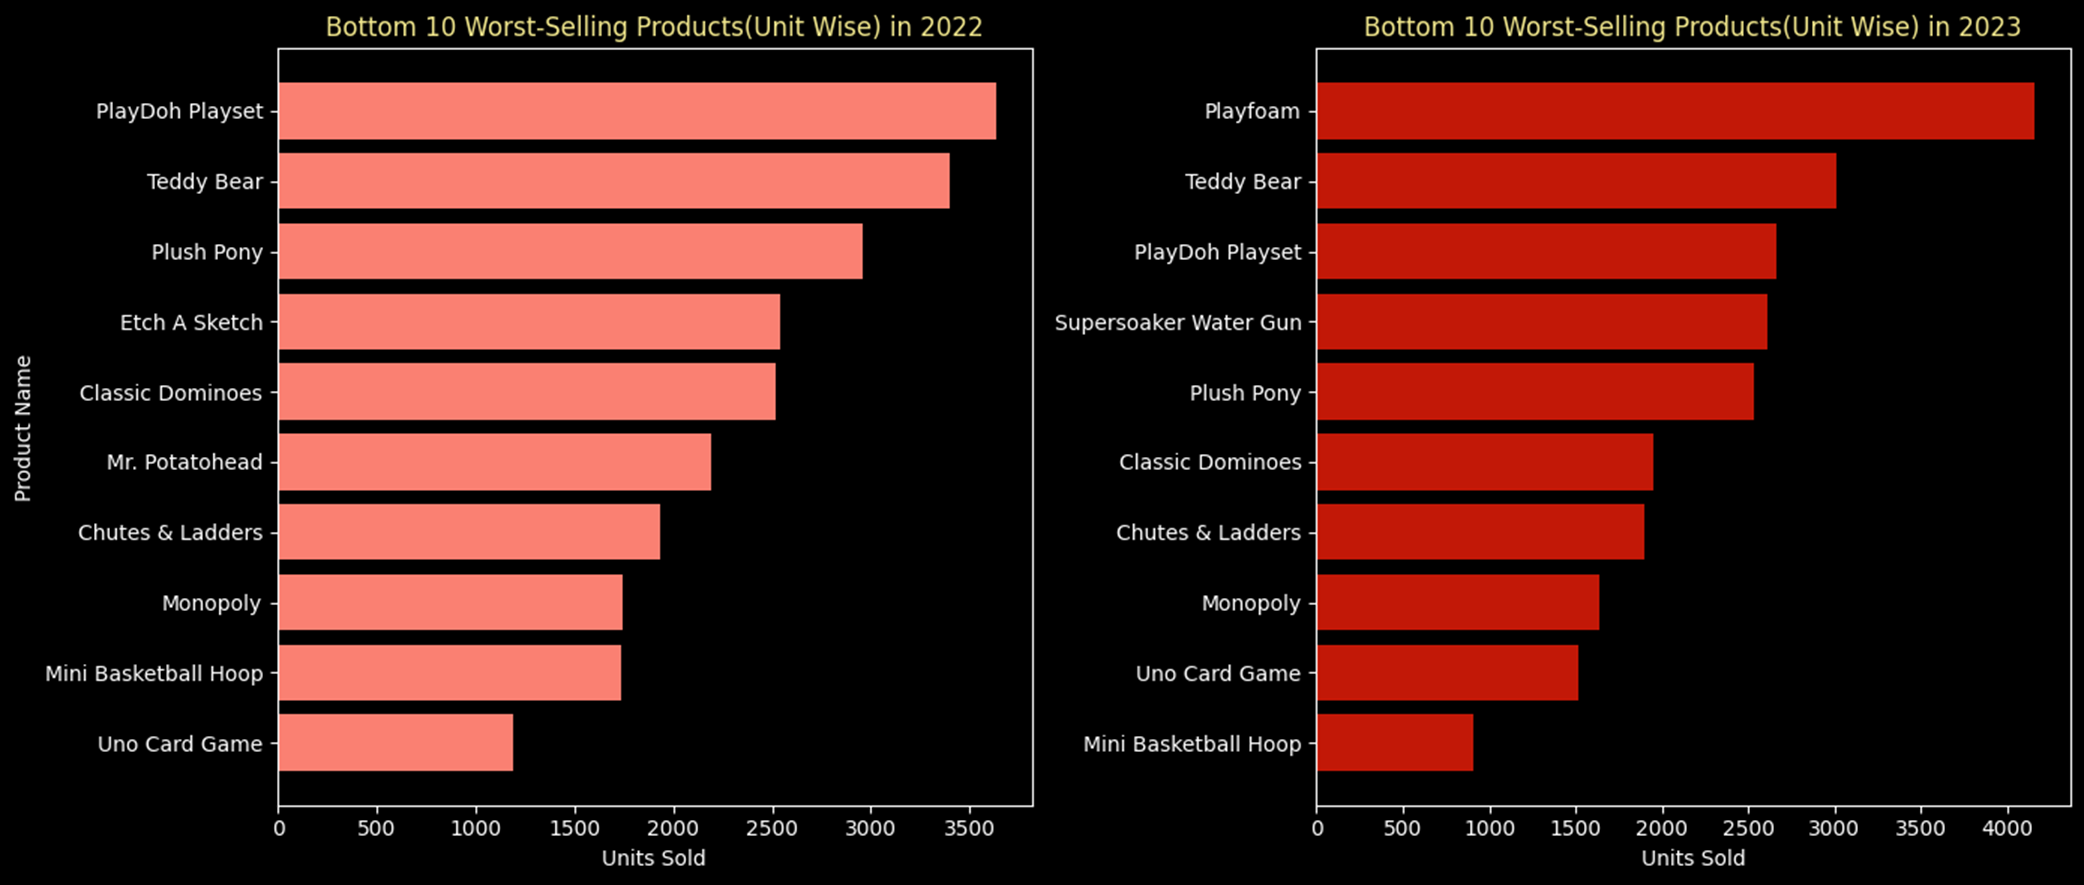 Bottom 10 Worst-Selling Products(Unit Wise) in 2022
Product Name
PlayDoh Playset
Teddy Bear
Plush Pony
Etch A Sketch
Classic Dominoes
Mr. Potatohead
Chutes & Ladders
Monopoly
Mini Basketball Hoop
Uno Card Game
0 500 1000 1500 2000 2500 3000 3500
Units Sold
Bottom 10 Worst-Selling Products(Unit Wise) in 2023
Playfoam
Teddy Bear
PlayDoh Playset
Supersoaker Water Gun
Plush Pony
Classic Dominoes
Chutes & Ladders
Monopoly
Uno Card Game
Mini Basketball Hoop
0 500 1000 1500 2000 2500 3000 3500 4000
Units Sold